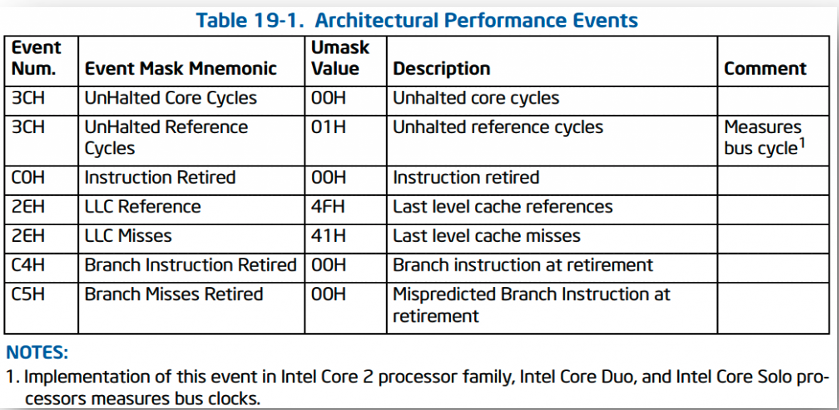 Table 19-1. Architectural Performance Events
Event Num. Event Mask Mnemonic Umask Value Description Comment
3CH UnHalted Core Cycles 00H Unhalted core cycles
3CH UnHalted Reference Cycles 01H Unhalted reference cycles Measures bus cycle1
C0H Instruction Retired 00H Instruction retired
2EH LLC Reference 4FH Last level cache references
2EH LLC Misses 41H Last level cache misses
C4H Branch Instruction Retired 00H Branch instruction at retirement
C5H Branch Misses Retired 00H Mispredicted Branch Instruction at retirement
NOTES:
1. Implementation of this event in Intel Core 2 processor family, Intel Core Duo, and Intel Core Solo pro-
cessors measures bus clocks.